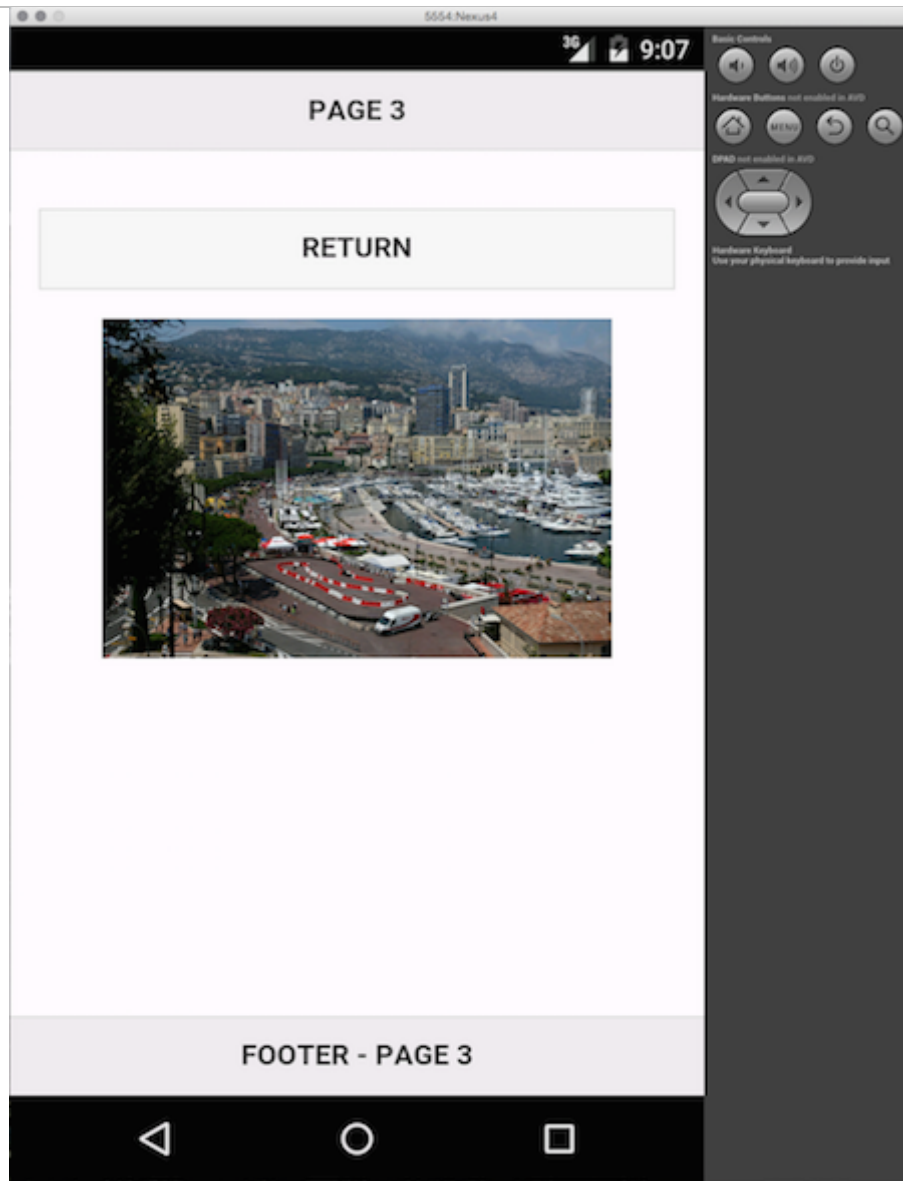 5554:Nexus4
3G 9:07
PAGE 3
RETURN
FOOTER - PAGE 3
Basic Controls
Hardware Buttons not enabled in AVD
MENU
DPAD not enabled in AVD
Hardware Keyboard
Use your physical keyboard to provide input